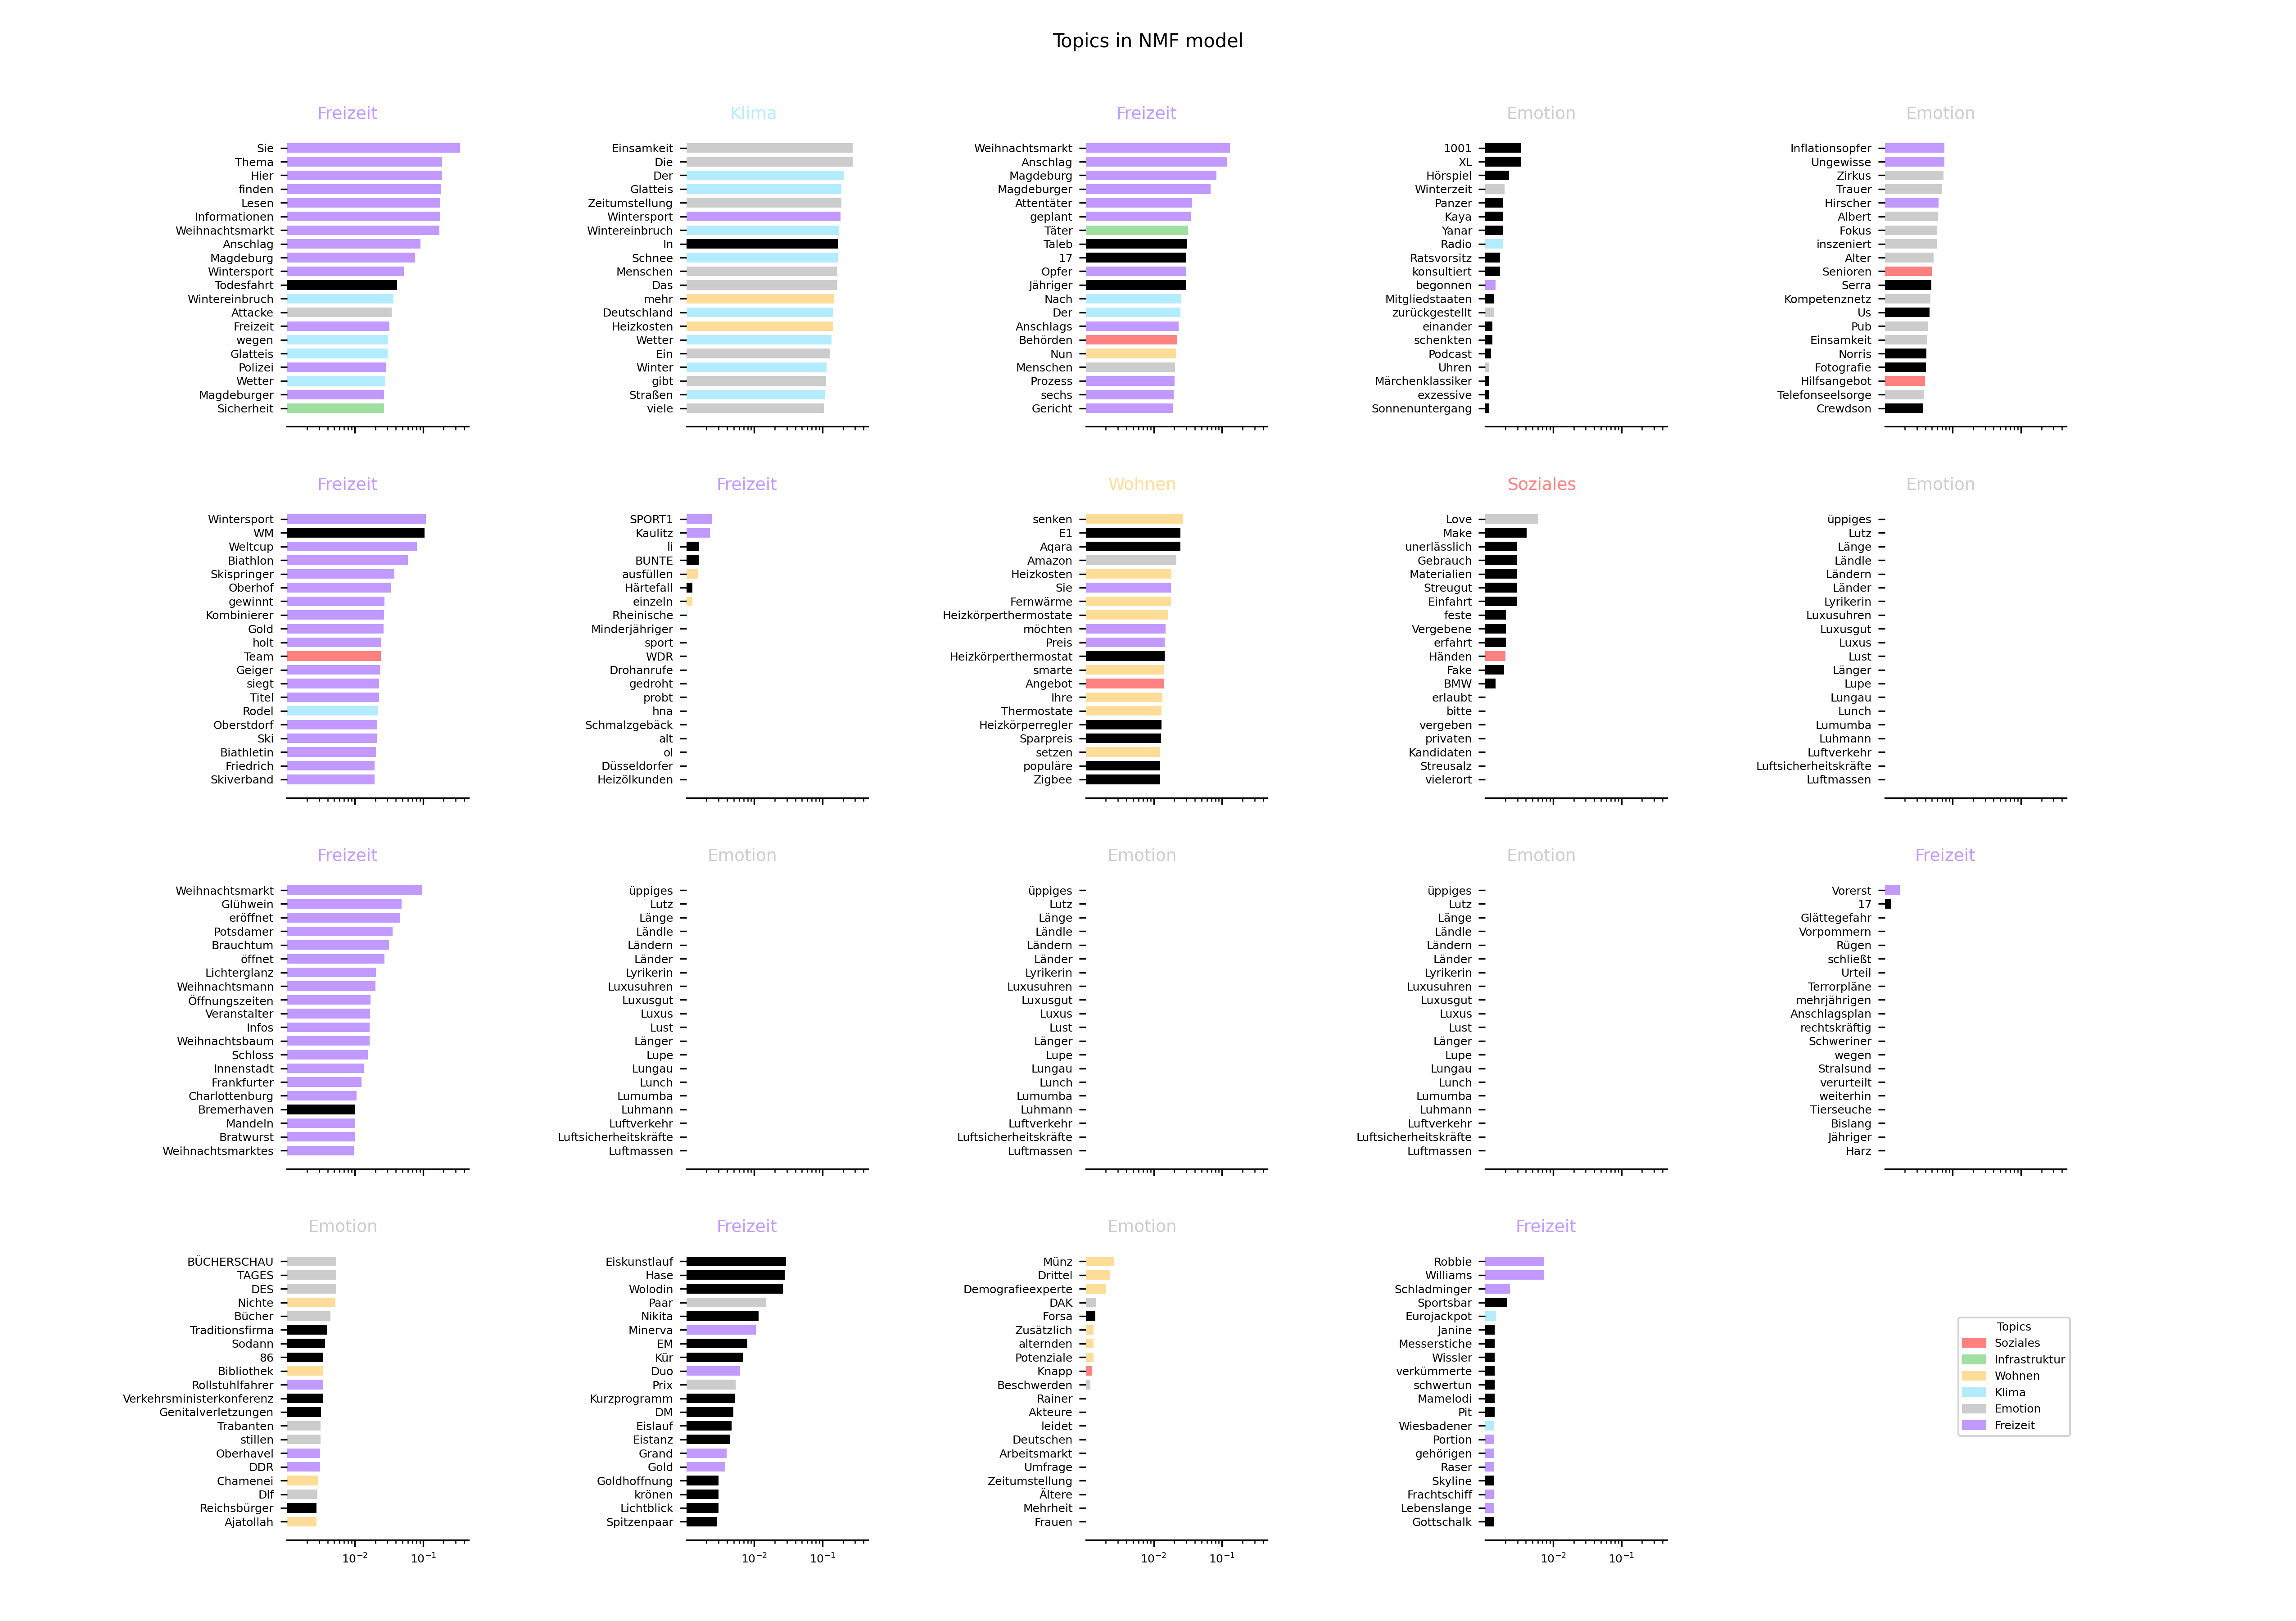 Topics in NMF model
Freizeit
Sie
Thema
Hier
finden
Lesen
Informationen
Weihnachtsmarkt
Anschlag
Magdeburg
Wintersport
Todesfahrt
Wintereinbruch
Attacke
Freizeit
wegen
Glatteis
Polizei
Wetter
Magdeburger
Sicherheit
Klima
Einsamkeit
Die
Der
Glatteis
Zeitumstellung
Wintersport
Wintereinbruch
In
Schnee
Menschen
Das
mehr
Deutschland
Heizkosten
Wetter
Ein
Winter
gibt
Straßen
viele
Freizeit
Weihnachtsmarkt
Anschlag
Magdeburg
Magdeburger
Attentäter
geplant
Täter
Taleb
17
Opfer
Jähriger
Nach
Der
Anschlags
Behörden
Nun
Menschen
Prozess
sechs
Gericht
Emotion
1001
XL
Hörspiel
Winterzeit
Panzer
Kaya
Yanar
Radio
Ratsvorsitz
konsultiert
begonnen
Mitgliedstaaten
zurückgestellt
einander
schenkten
Podcast
Uhren
Märchenklassiker
exzessive
Sonnenuntergang
Emotion
Inflationsopfer
Ungewisse
Zirkus
Trauer
Hirscher
Albert
Fokus
inszeniert
Alter
Senioren
Serra
Kompetenznetz
Us
Pub
Einsamkeit
Norris
Fotografie
Hilfsangebot
Telefonseelsorge
Crewdson
Freizeit
Wintersport
WM
Weltcup
Biathlon
Skispringer
Oberhof
gewinnt
Kombinierer
Gold
holt
Team
Geiger
siegt
Titel
Rodel
Oberstdorf
Ski
Biathletin
Friedrich
Skiverband
Freizeit
SPORT1
Kaulitz
li
BUNTE
ausfüllen
Härtefall
einzeln
Rheinische
Minderjähriger
sport
WDR
Drohanrufe
gedroht
probt
hna
Schmalzgebäck
alt
ol
Düsseldorfer
Heizölkunden
Wohnen
senken
E1
Aqara
Amazon
Heizkosten
Sie
Fernwärme
Heizkörperthermostate
möchten
Preis
Heizkörperthermostat
smarte
Angebot
Ihre
Thermostate
Heizkörperregler
Sparpreis
setzen
populäre
Zigbee
Soziales
Love
Make
unerlässlich
Gebrauch
Materialien
Streugut
Einfahrt
feste
Vergebene
erfahrt
Händen
Fake
BMW
erlaubt
bitte
vergeben
privaten
Kandidaten
Streusalz
vielerort
Emotion
üppiges
Lutz
Länge
Ländle
Ländern
Länder
Lyrikerin
Luxusuhren
Luxusgut
Luxus
Lust
Länger
Lupe
Lungau
Lunch
Lumumba
Luhmann
Luftverkehr
Luftsicherheitskräfte
Luftmassen
Freizeit
Weihnachtsmarkt
Glühwein
eröffnet
Potsdamer
Brauchtum
öffnet
Lichterglanz
Weihnachtsmann
Öffnungszeiten
Veranstalter
Infos
Weihnachtsbaum
Schloss
Innenstadt
Frankfurter
Charlottenburg
Bremerhaven
Mandeln
Bratwurst
Weihnachtsmarktes
Emotion
üppiges
Lutz
Länge
Ländle
Ländern
Länder
Lyrikerin
Luxusuhren
Luxusgut
Luxus
Lust
Länger
Lupe
Lungau
Lunch
Lumumba
Luhmann
Luftverkehr
Luftsicherheitskräfte
Luftmassen
Emotion
üppiges
Lutz
Länge
Ländle
Ländern
Länder
Lyrikerin
Luxusuhren
Luxusgut
Luxus
Lust
Länger
Lupe
Lungau
Lunch
Lumumba
Luhmann
Luftverkehr
Luftsicherheitskräfte
Luftmassen
Emotion
üppiges
Lutz
Länge
Ländle
Ländern
Länder
Lyrikerin
Luxusuhren
Luxusgut
Luxus
Lust
Länger
Lupe
Lungau
Lunch
Lumumba
Luhmann
Luftverkehr
Luftsicherheitskräfte
Luftmassen
Freizeit
Vorerst
17
Glättegefahr
Vorpommern
Rügen
schließt
Urteil
Terrorpläne
mehrjährigen
Anschlagsplan
rechtskräftig
Schweriner
wegen
Stralsund
verurteilt
weiterhin
Tierseuche
Bislang
Jähriger
Harz
Emotion
BÜCHERSCHAU
TAGES
DES
Nichte
Bücher
Traditionsfirma
Sodann
86
Bibliothek
Rollstuhlfahrer
Verkehrsministerkonferenz
Genitalverletzungen
Trabanten
stillen
Oberhavel
DDR
Chamenei
Dlf
Reichsbürger
Ajatollah
10⁻² 10⁻¹
Freizeit
Eiskunstlauf
Hase
Wolodin
Paar
Nikita
Minerva
EM
Kür
Duo
Prix
Kurzprogramm
DM
Eislauf
Eistanz
Grand
Gold
Goldhoffnung
krönen
Lichtblick
Spitzenpaar
10⁻² 10⁻¹
Emotion
Münz
Drittel
Demografieexperte
DAK
Forsa
Zusätzlich
alternden
Potenziale
Knapp
Beschwerden
Rainer
Akteure
leidet
Deutschen
Arbeitsmarkt
Umfrage
Zeitumstellung
Ältere
Mehrheit
Frauen
10⁻² 10⁻¹
Freizeit
Robbie
Williams
Schladminger
Sportsbar
Eurojackpot
Janine
Messerstiche
Wissler
verkümmerte
schwertun
Mamelodi
Pit
Wiesbadener
Portion
gehörigen
Raser
Skyline
Frachtschiff
Lebenslange
Gottschalk
10⁻² 10⁻¹
Topics
Soziales
Infrastruktur
Wohnen
Klima
Emotion
Freizeit